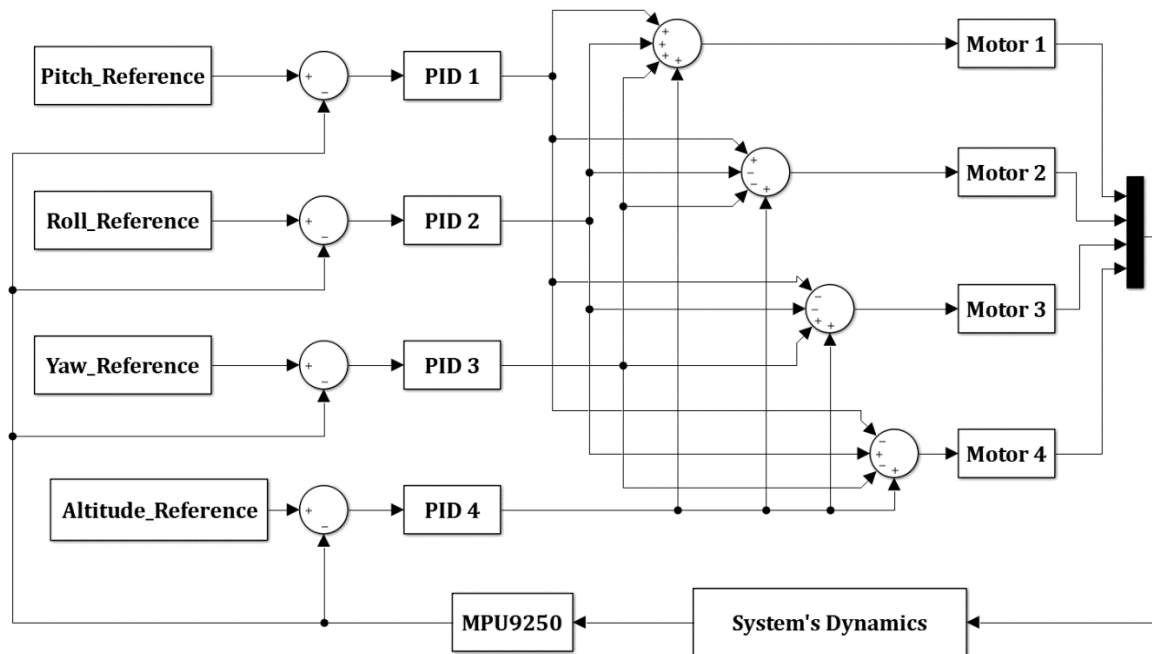 Pitch_Reference
+
−
PID 1
+
+
+
+
Motor 1
Roll_Reference
+
−
PID 2
+
−
−
+
Motor 2
Yaw_Reference
+
−
PID 3
−
−
+
+
Motor 3
Altitude_Reference
+
−
PID 4
−
+
−
+
Motor 4
MPU9250
System's Dynamics